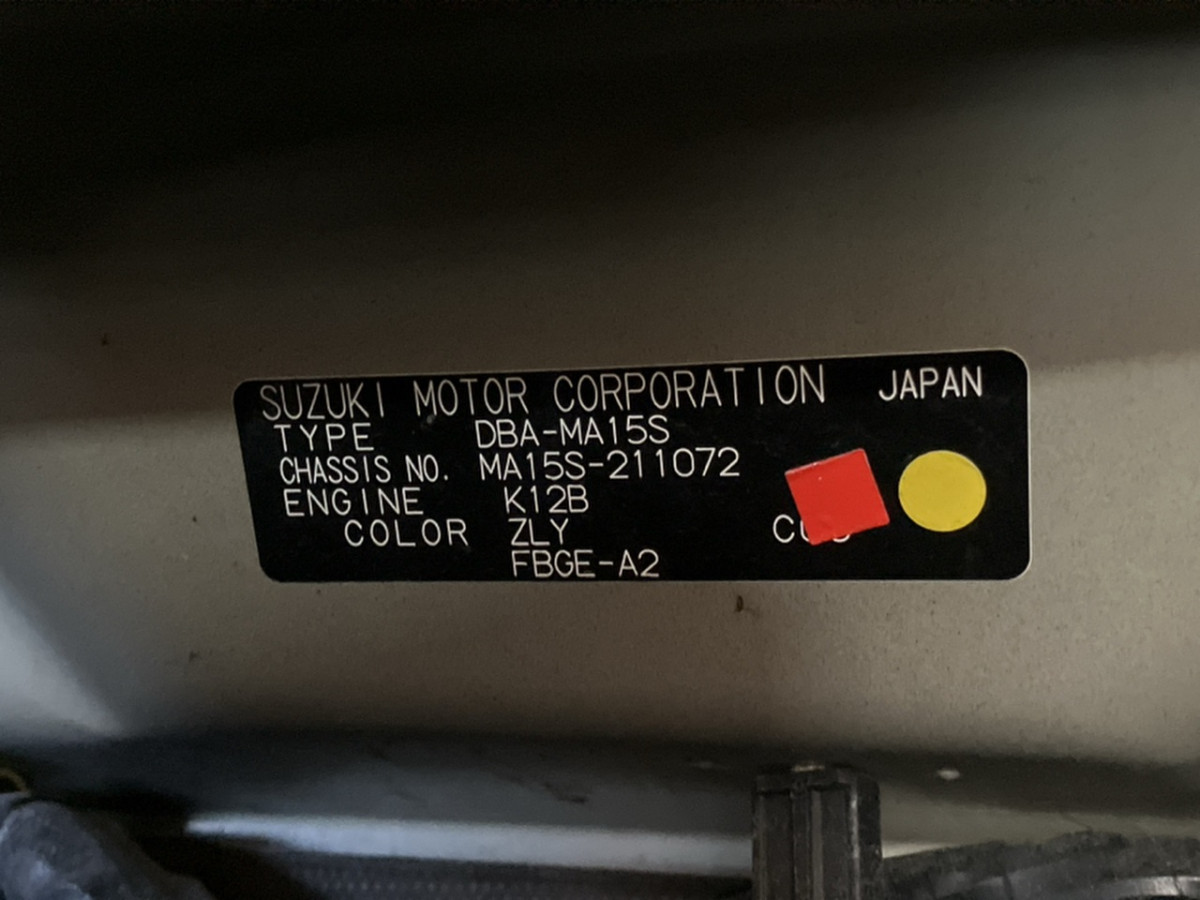 SUZUKI MOTOR CORPORATION JAPAN
TYPE DBA-MA15S
CHASSIS NO. MA15S-211072
ENGINE K12B
COLOR ZLY
FBGE-A2